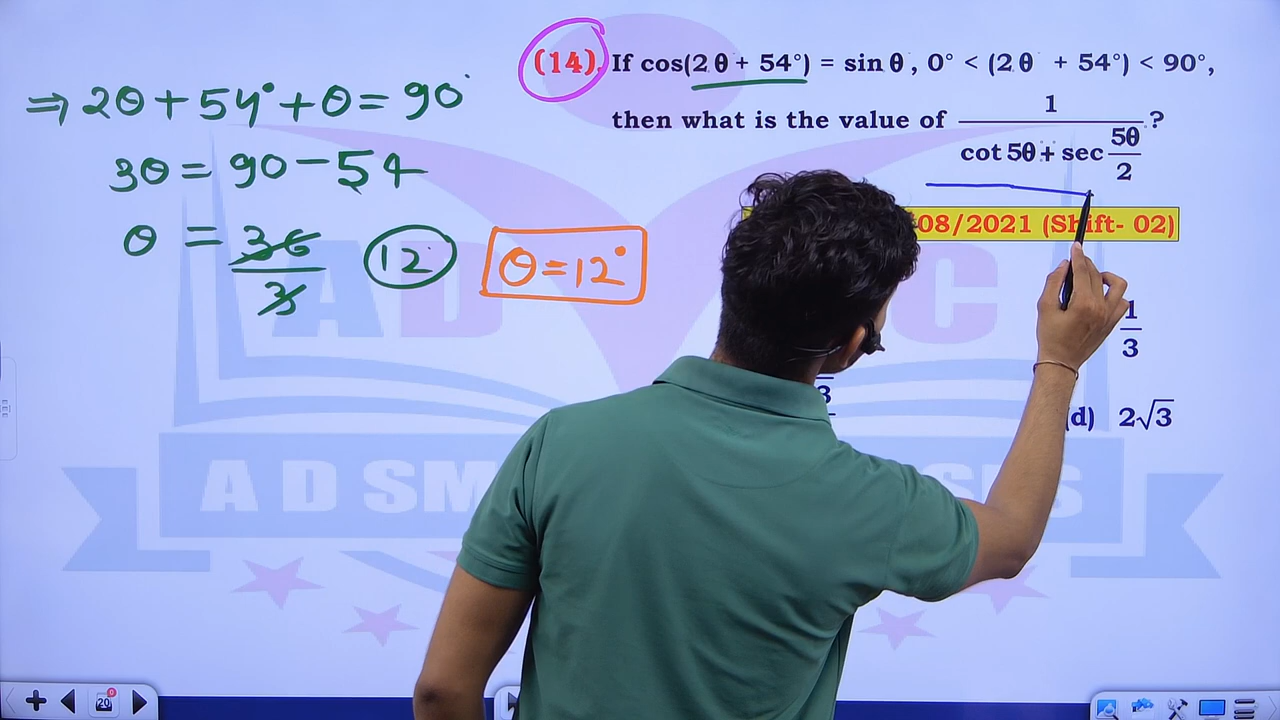 (14). If cos(2θ + 54°) = sin θ, 0° < (2θ + 54°) < 90°,
then what is the value of 1 / (cot 5θ + sec 5θ/2) ?
08/2021 (Shift- 02)
1/3
(d) 2√3
⇒ 2θ + 54° + θ = 90°
3θ = 90 - 54
θ = 36/3 12°
θ = 12°
20